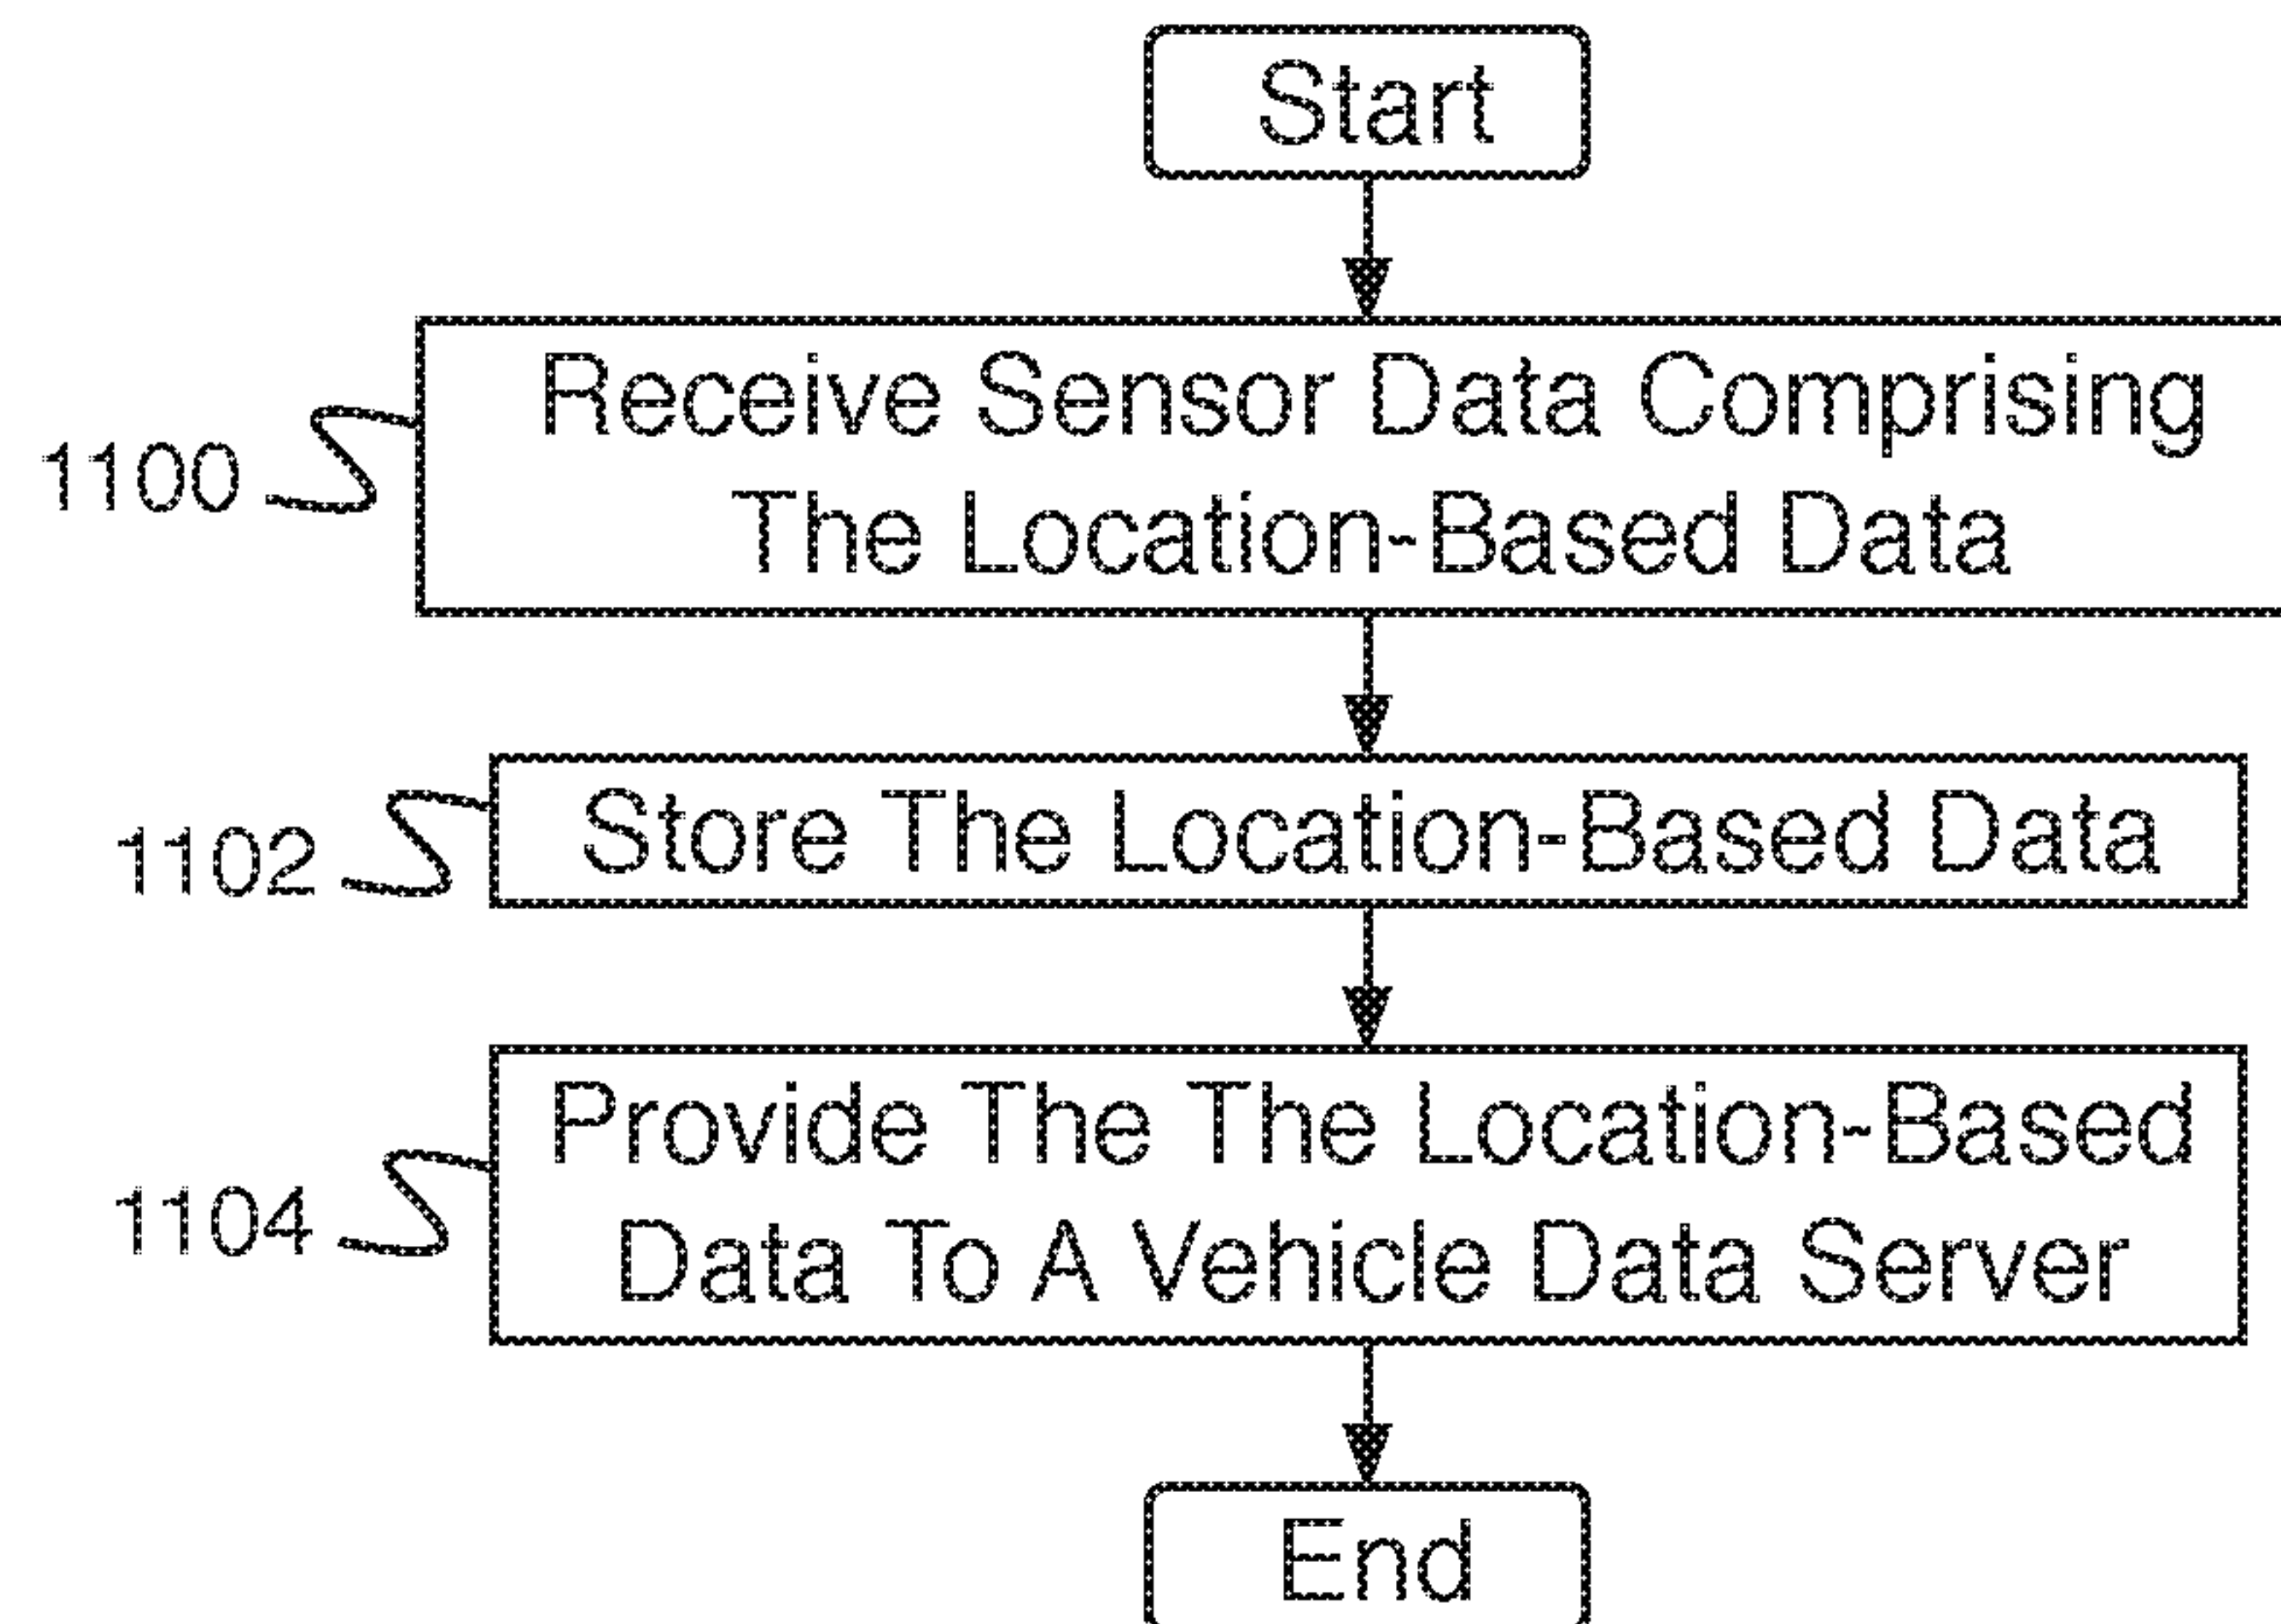 Start
1100
Receive Sensor Data Comprising
The Location-Based Data
1102
Store The Location-Based Data
1104
Provide The The Location-Based
Data To A Vehicle Data Server
End